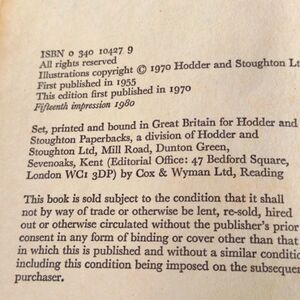 ISBN 0 340 10427 9
All rights reserved
Illustrations copyright © 1970 Hodder and Stoughton Ltd
First published in 1955
This edition first published in 1970
Fifteenth impression 1980
Set, printed and bound in Great Britain for Hodder and
Stoughton Paperbacks, a division of Hodder and
Stoughton Ltd, Mill Road, Dunton Green,
Sevenoaks, Kent (Editorial Office: 47 Bedford Square,
London WC1 3DP) by Cox & Wyman Ltd, Reading
This book is sold subject to the condition that it shall
not by way of trade or otherwise be lent, re-sold, hired
out or otherwise circulated without the publisher's prior
consent in any form of binding or cover other than that
in which this is published and without a similar condition
including this condition being imposed on the subsequent
purchaser.